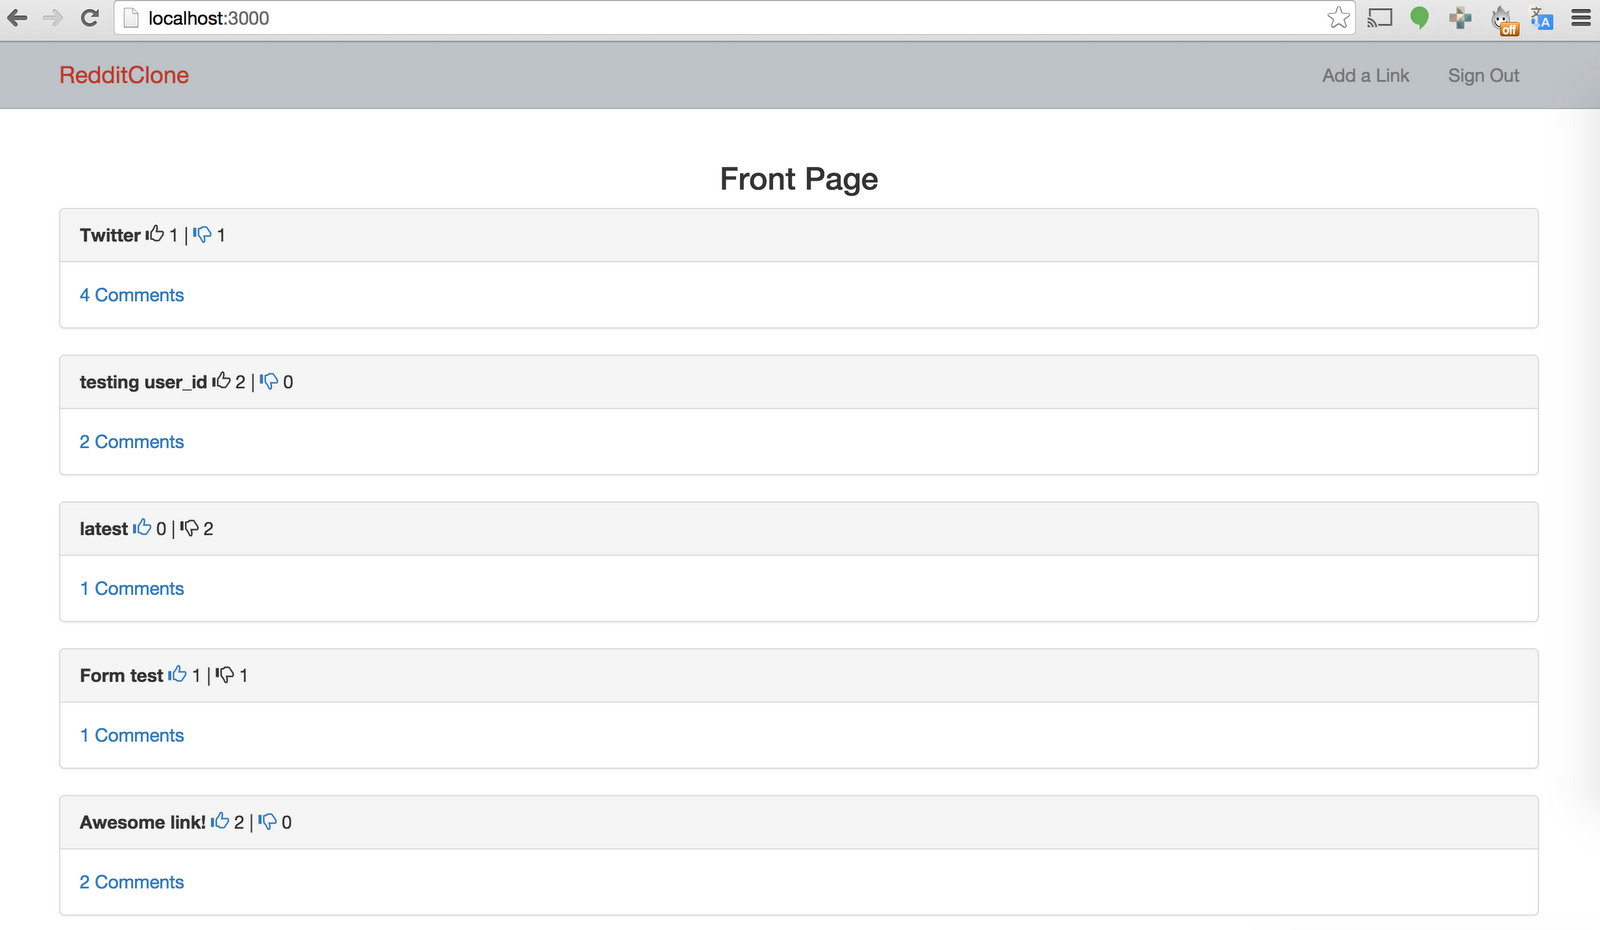 localhost:3000
off
文 A
RedditClone
Add a Link
Sign Out
Front Page
Twitter 1 | 1
4 Comments
testing user_id 2 | 0
2 Comments
latest 0 | 2
1 Comments
Form test 1 | 1
1 Comments
Awesome link! 2 | 0
2 Comments